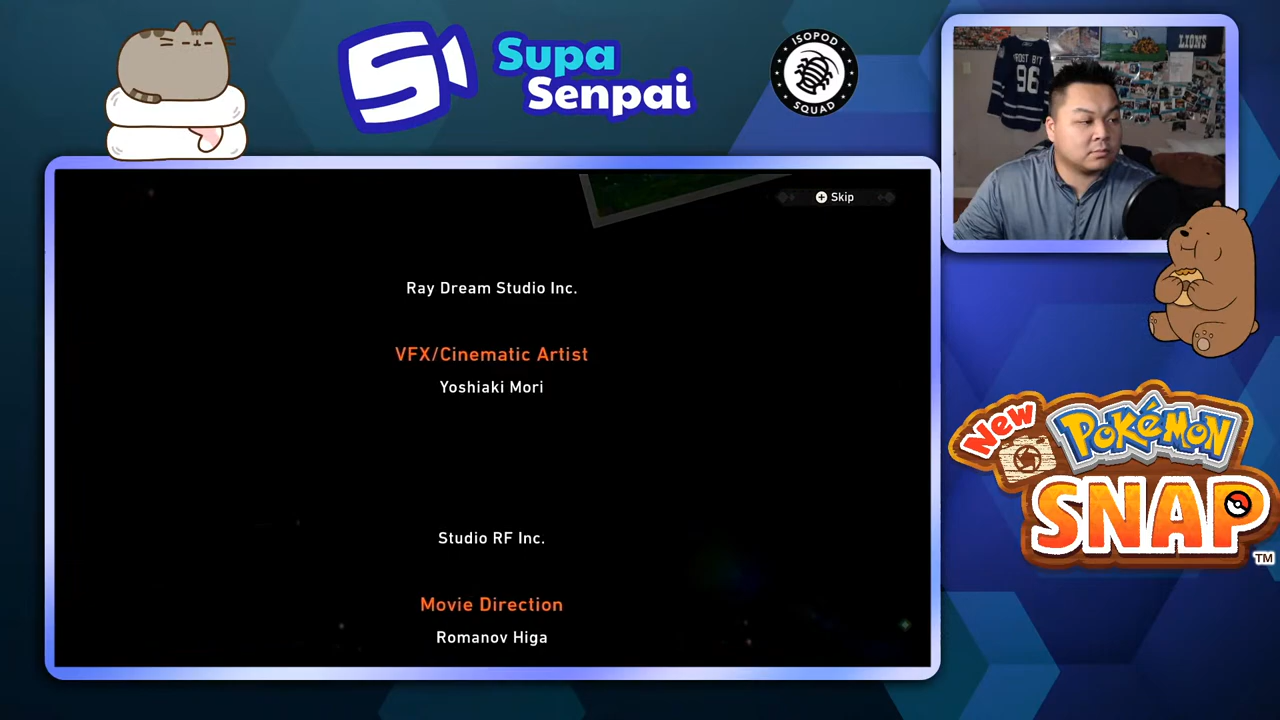 Supa
Senpai
ISOPOD
SQUAD
96
LIONS
Skip
Ray Dream Studio Inc.
VFX/Cinematic Artist
Yoshiaki Mori
Studio RF Inc.
Movie Direction
Romanov Higa
New
POKéMON
SNAP
TM